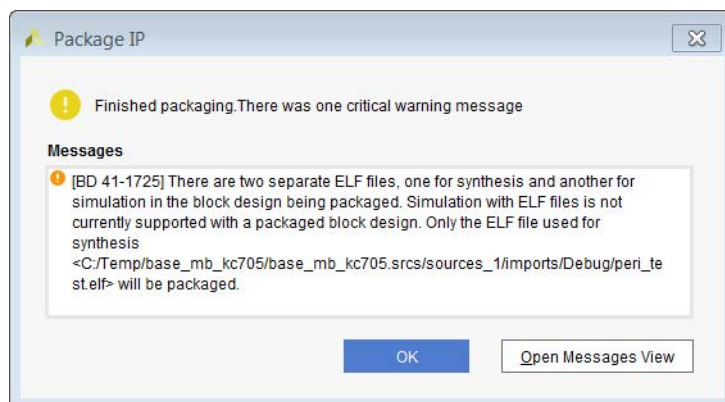 Package IP
Finished packaging.There was one critical warning message
Messages
[BD 41-1725] There are two separate ELF files, one for synthesis and another for
simulation in the block design being packaged. Simulation with ELF files is not
currently supported with a packaged block design. Only the ELF file used for
synthesis
<C:/Temp/base_mb_kc705/base_mb_kc705.srcs/sources_1/imports/Debug/peri_te
st.elf> will be packaged.
OK
Open Messages View